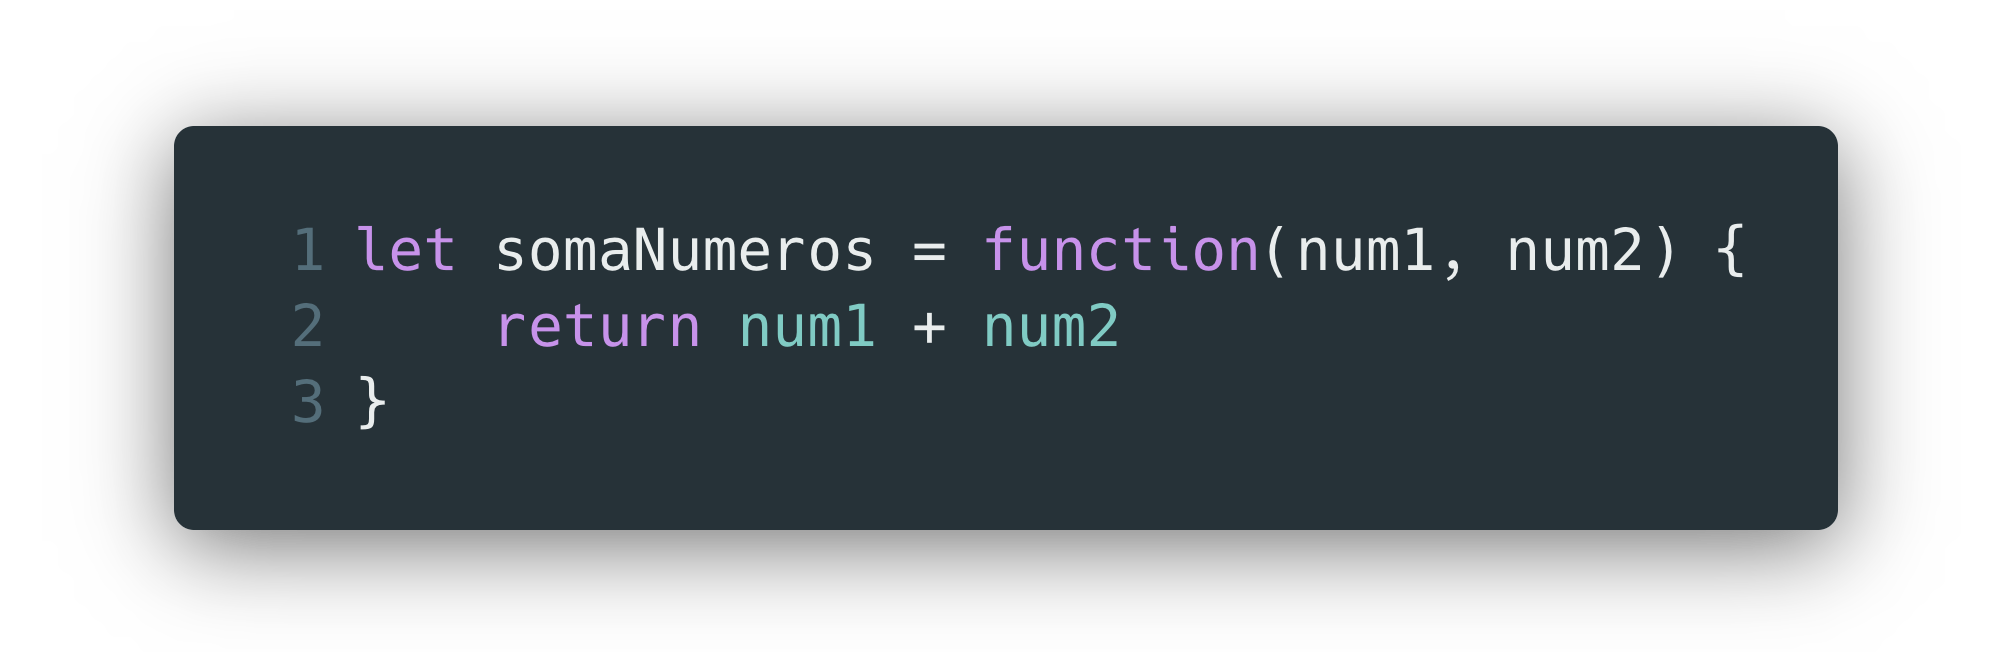 1 let somaNumeros = function(num1, num2) {
2     return num1 + num2
3 }